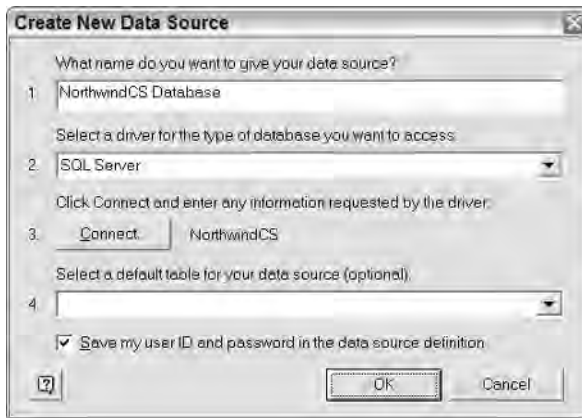 Create New Data Source
What name do you want to give your data source?
1. NorthwindCS Database
Select a driver for the type of database you want to access:
2. SQL Server
Click Connect and enter any information requested by the driver:
3. Connect... NorthwindCS
Select a default table for your data source (optional):
4.
Save my user ID and password in the data source definition
OK Cancel